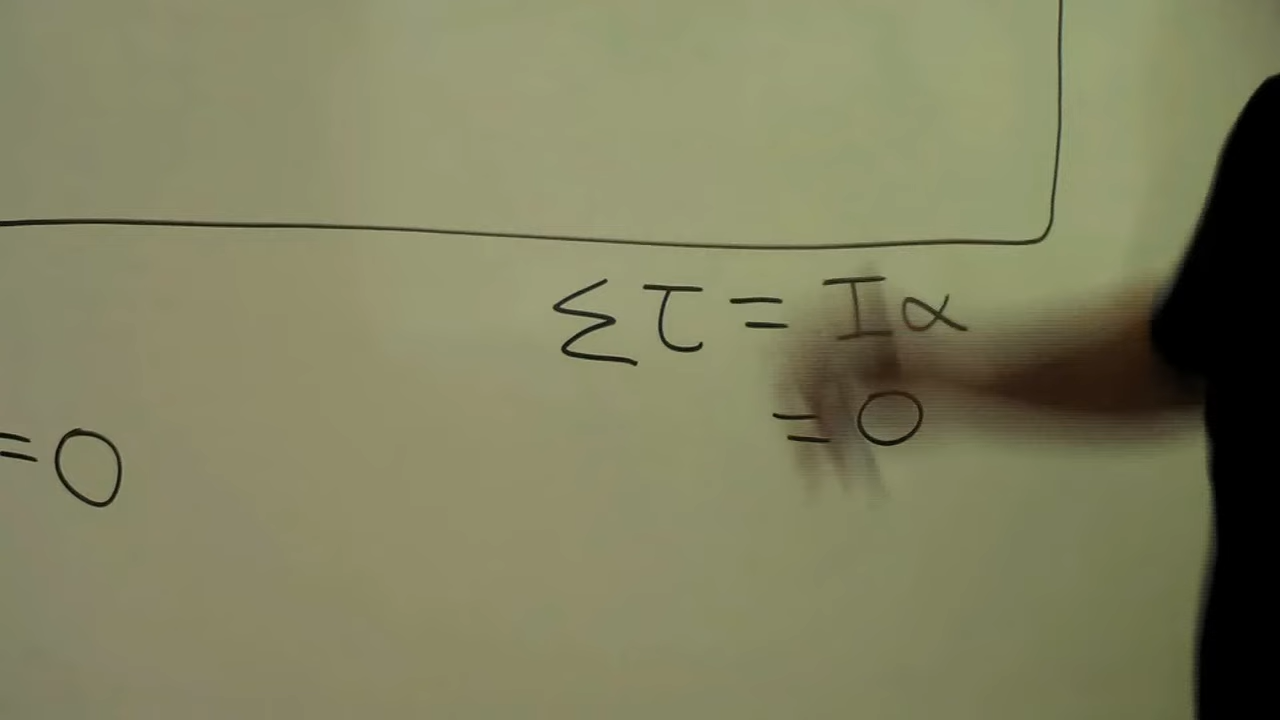 Στ = Iα
= 0
= 0